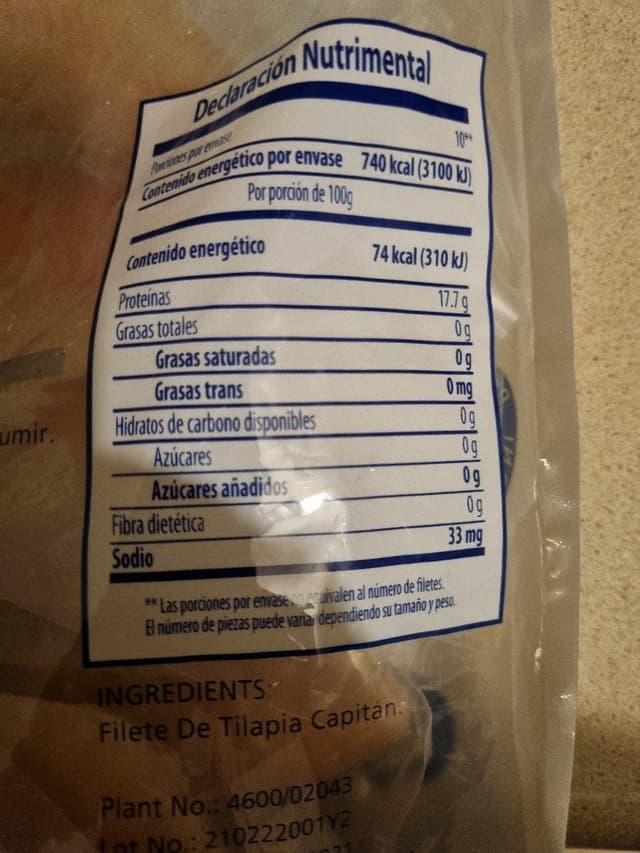 Declaración Nutrimental
Porciones por envase 10**
Contenido energético por envase 740 kcal (3100 kJ)
Por porción de 100g
Contenido energético 74 kcal (310 kJ)
Proteínas 17.7 g
Grasas totales 0 g
Grasas saturadas 0 g
Grasas trans 0 mg
Hidratos de carbono disponibles 0 g
umir.
Azúcares 0 g
Azúcares añadidos 0 g
Fibra dietética 0 g
Sodio 33 mg
** Las porciones por envase no equivalen al número de filetes.
El número de piezas puede variar dependiendo su tamaño y peso.
INGREDIENTS:
Filete De Tilapia Capitán.
Plant No.: 4600/02043
Lot No.: 210222001Y2